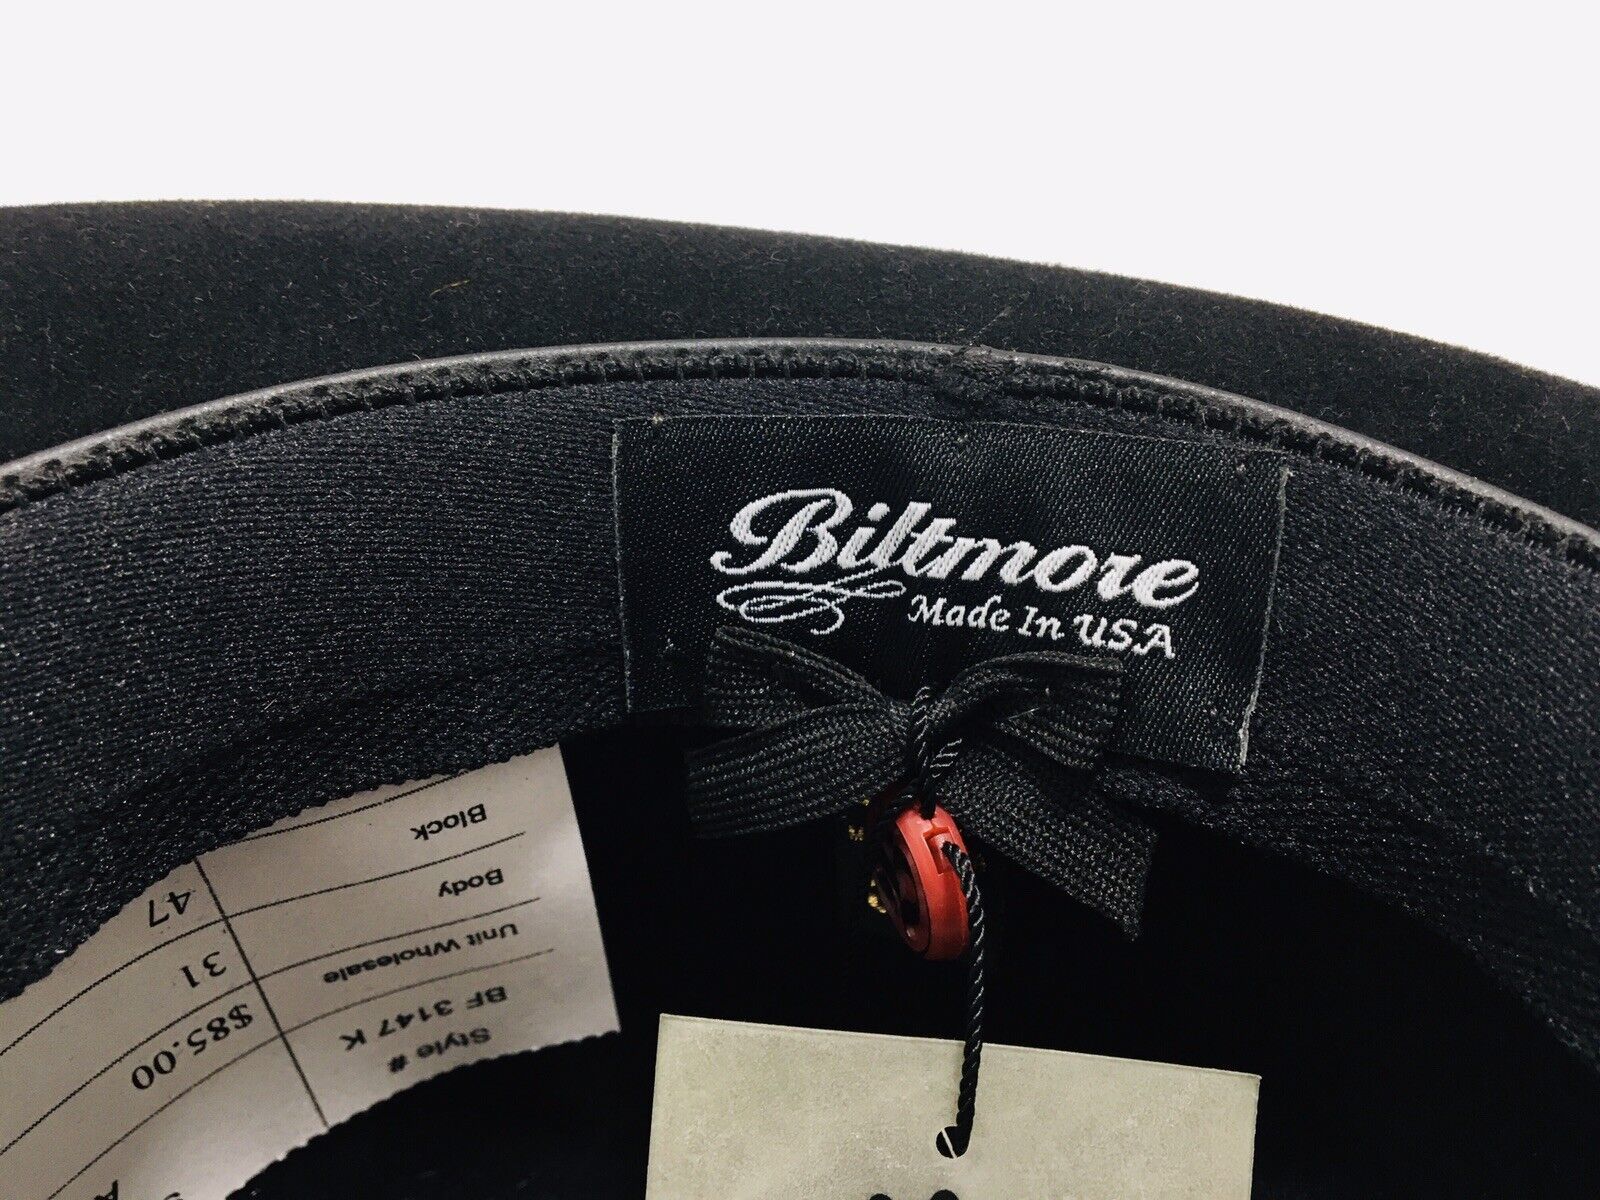 Biltmore
Made In USA
Style #
BF 3147 K
Unit Wholesale $85.00
Body 31
Block 47